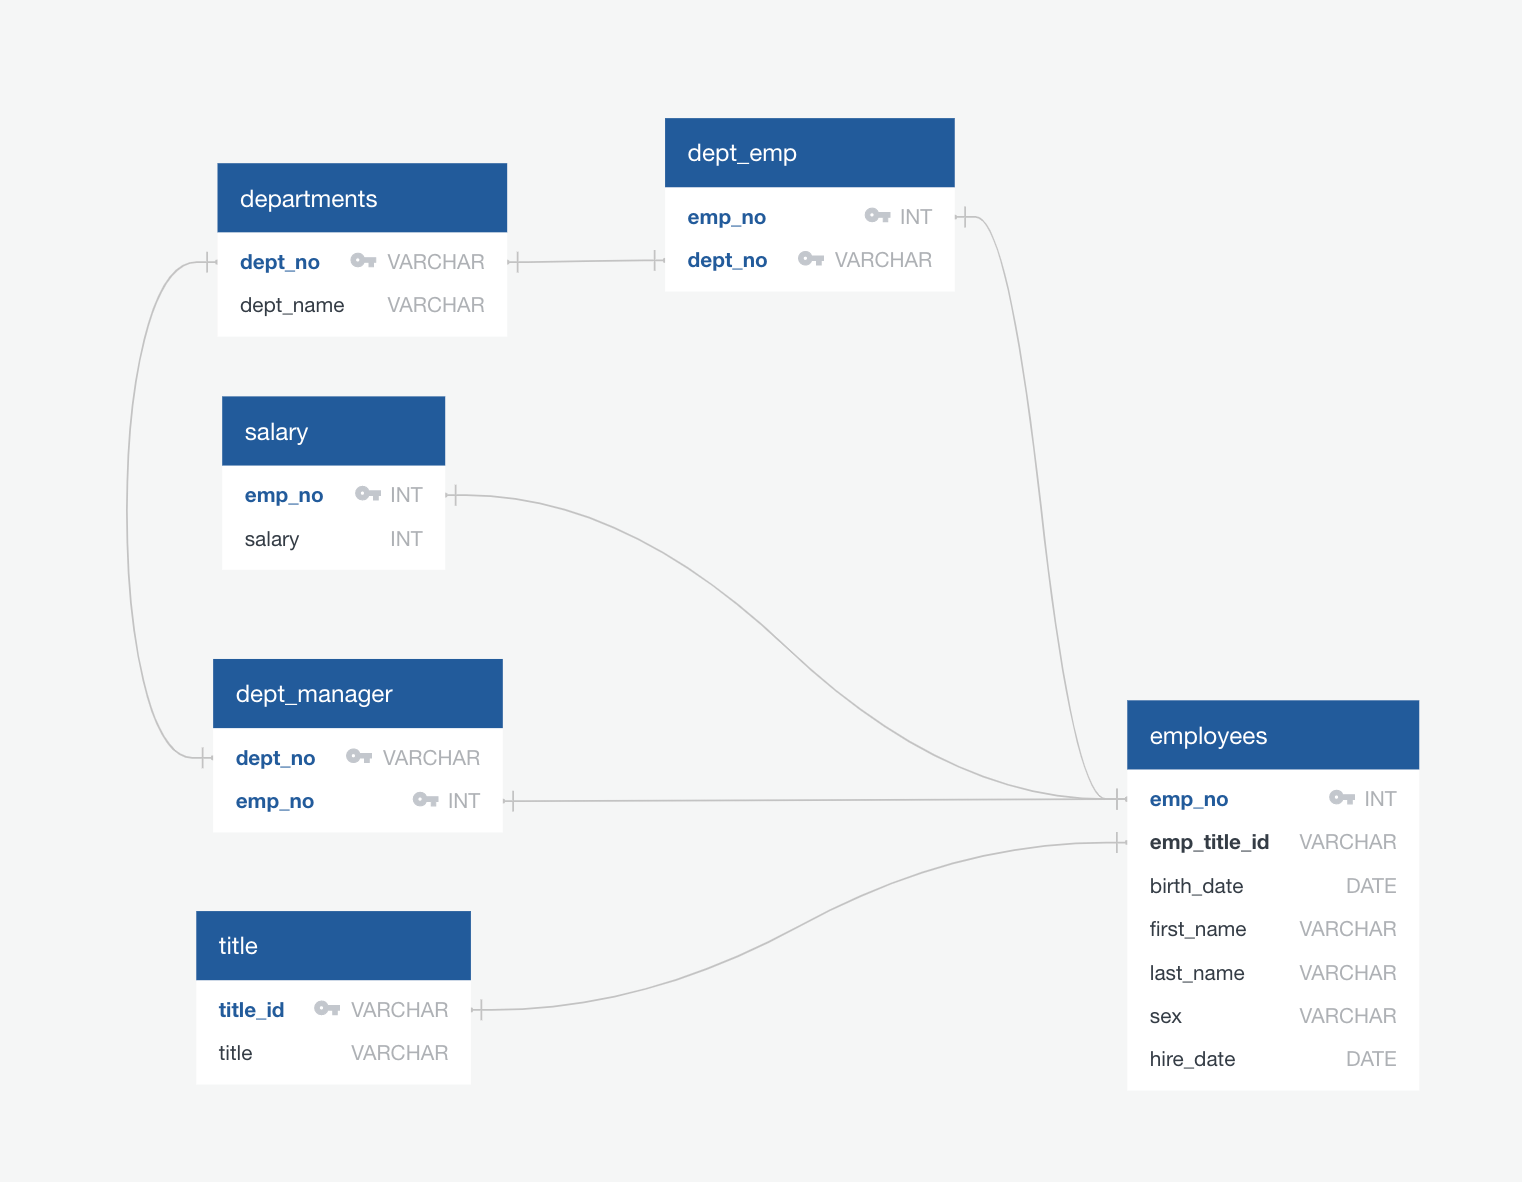 dept_emp
emp_no INT
dept_no VARCHAR
departments
dept_no VARCHAR
dept_name VARCHAR
salary
emp_no INT
salary INT
dept_manager
dept_no VARCHAR
emp_no INT
employees
emp_no INT
emp_title_id VARCHAR
birth_date DATE
first_name VARCHAR
last_name VARCHAR
sex VARCHAR
hire_date DATE
title
title_id VARCHAR
title VARCHAR